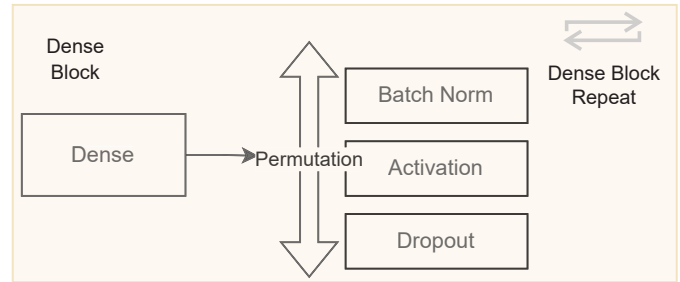 Dense
Block
Dense
Permutation
Batch Norm
Activation
Dropout
Dense Block
Repeat